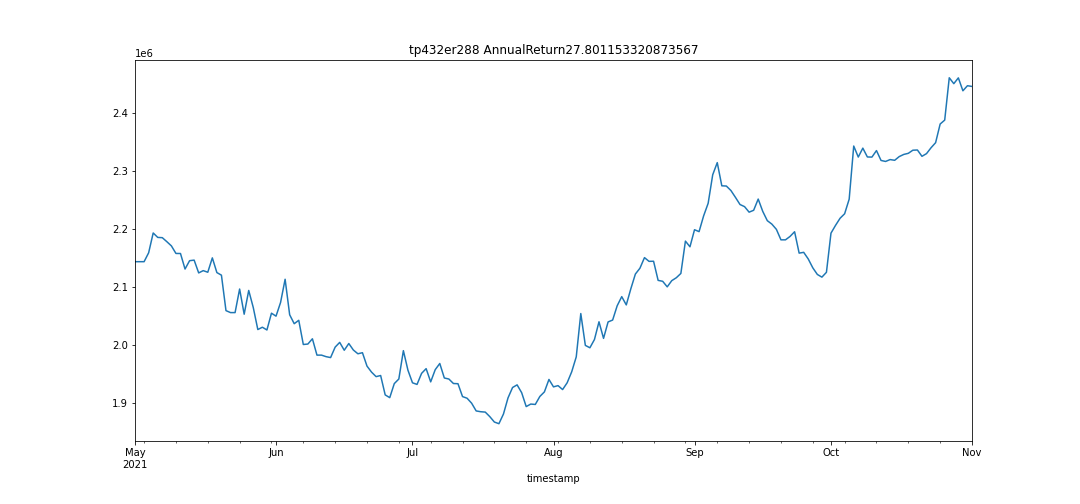 tp432er288 AnnualReturn27.801153320873567
1e6
2.4
2.3
2.2
2.1
2.0
1.9
May Jun Jul Aug Sep Oct Nov
2021
timestamp